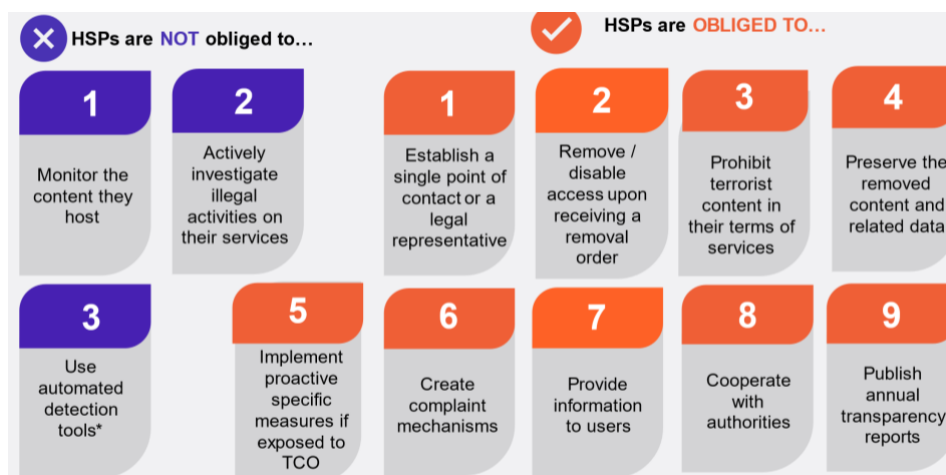 HSPs are NOT obliged to...
HSPs are OBLIGED TO...
1
Monitor the
content they
host
2
Actively
investigate
illegal
activities on
their services
1
Establish a
single point of
contact or a
legal
representative
2
Remove /
disable
access upon
receiving a
removal
order
3
Prohibit
terrorist
content in
their terms of
services
4
Preserve the
removed
content and
related data
3
Use
automated
detection
tools*
5
Implement
proactive
specific
measures if
exposed to
TCO
6
Create
complaint
mechanisms
7
Provide
information
to users
8
Cooperate
with
authorities
9
Publish
annual
transparency
reports